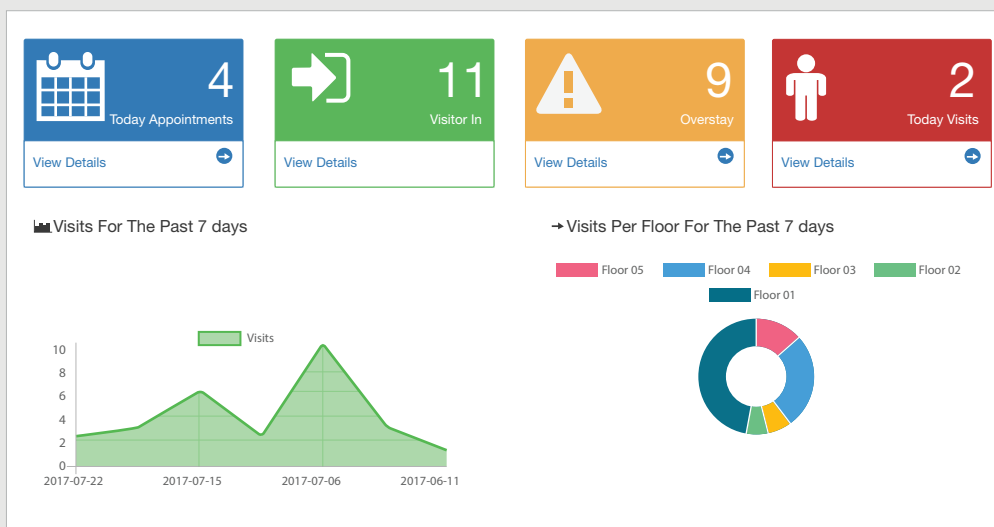 4
Today Appointments
View Details
11
Visitor In
View Details
9
Overstay
View Details
2
Today Visits
View Details
Visits For The Past 7 days
Visits
10
8
6
4
2
0
2017-07-22 2017-07-15 2017-07-06 2017-06-11
Visits Per Floor For The Past 7 days
Floor 05 Floor 04 Floor 03 Floor 02
Floor 01